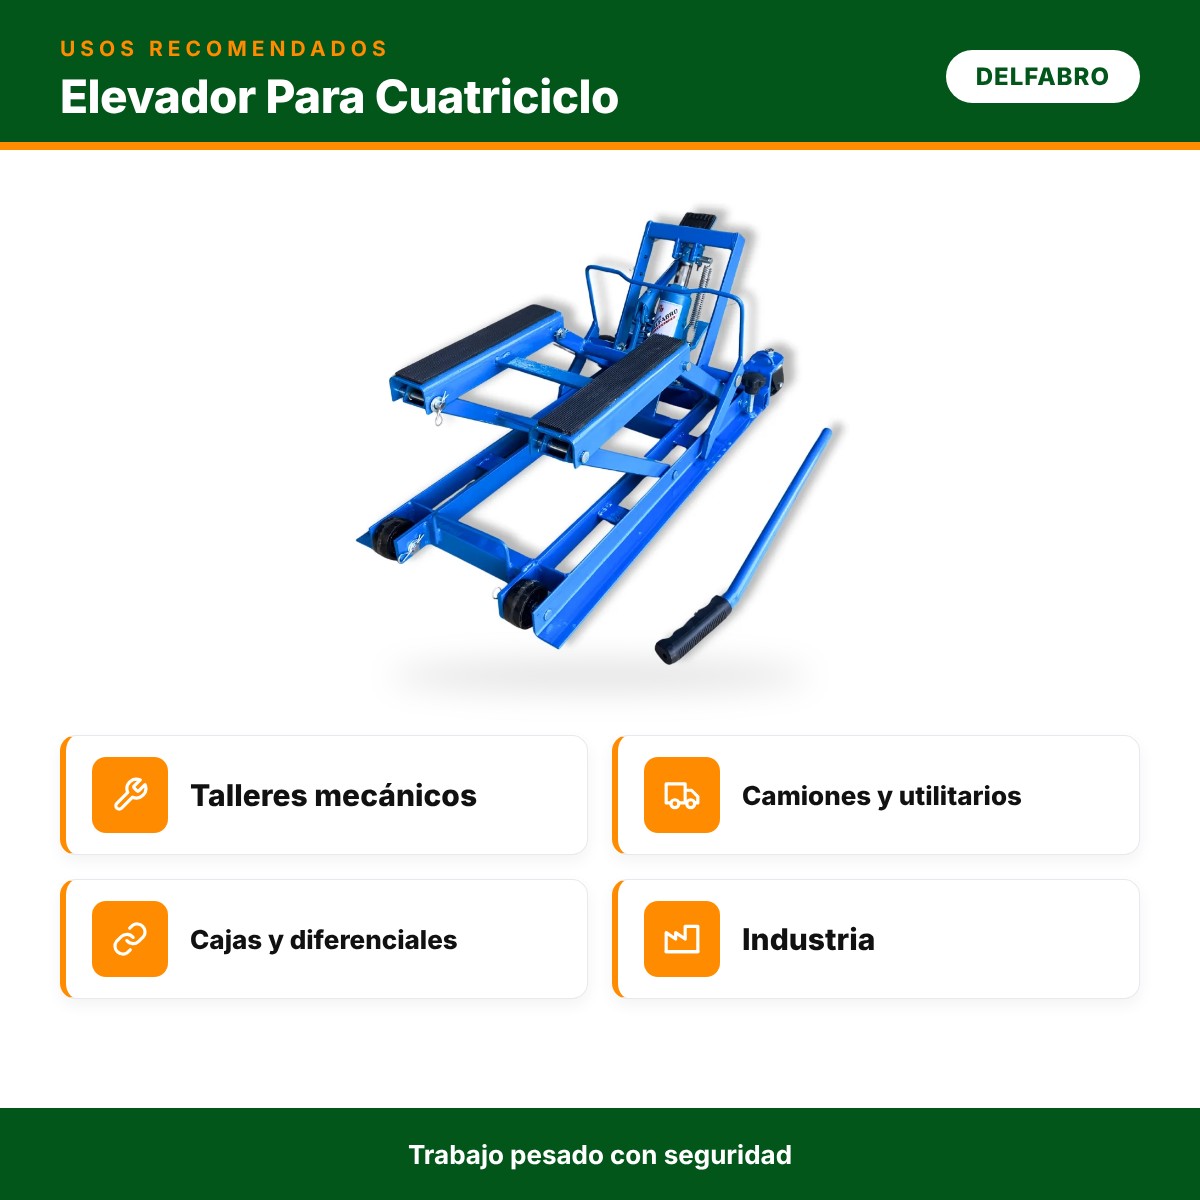 USOS RECOMENDADOS
Elevador Para Cuatriciclo
DELFABRO
Talleres mecánicos
Camiones y utilitarios
Cajas y diferenciales
Industria
Trabajo pesado con seguridad